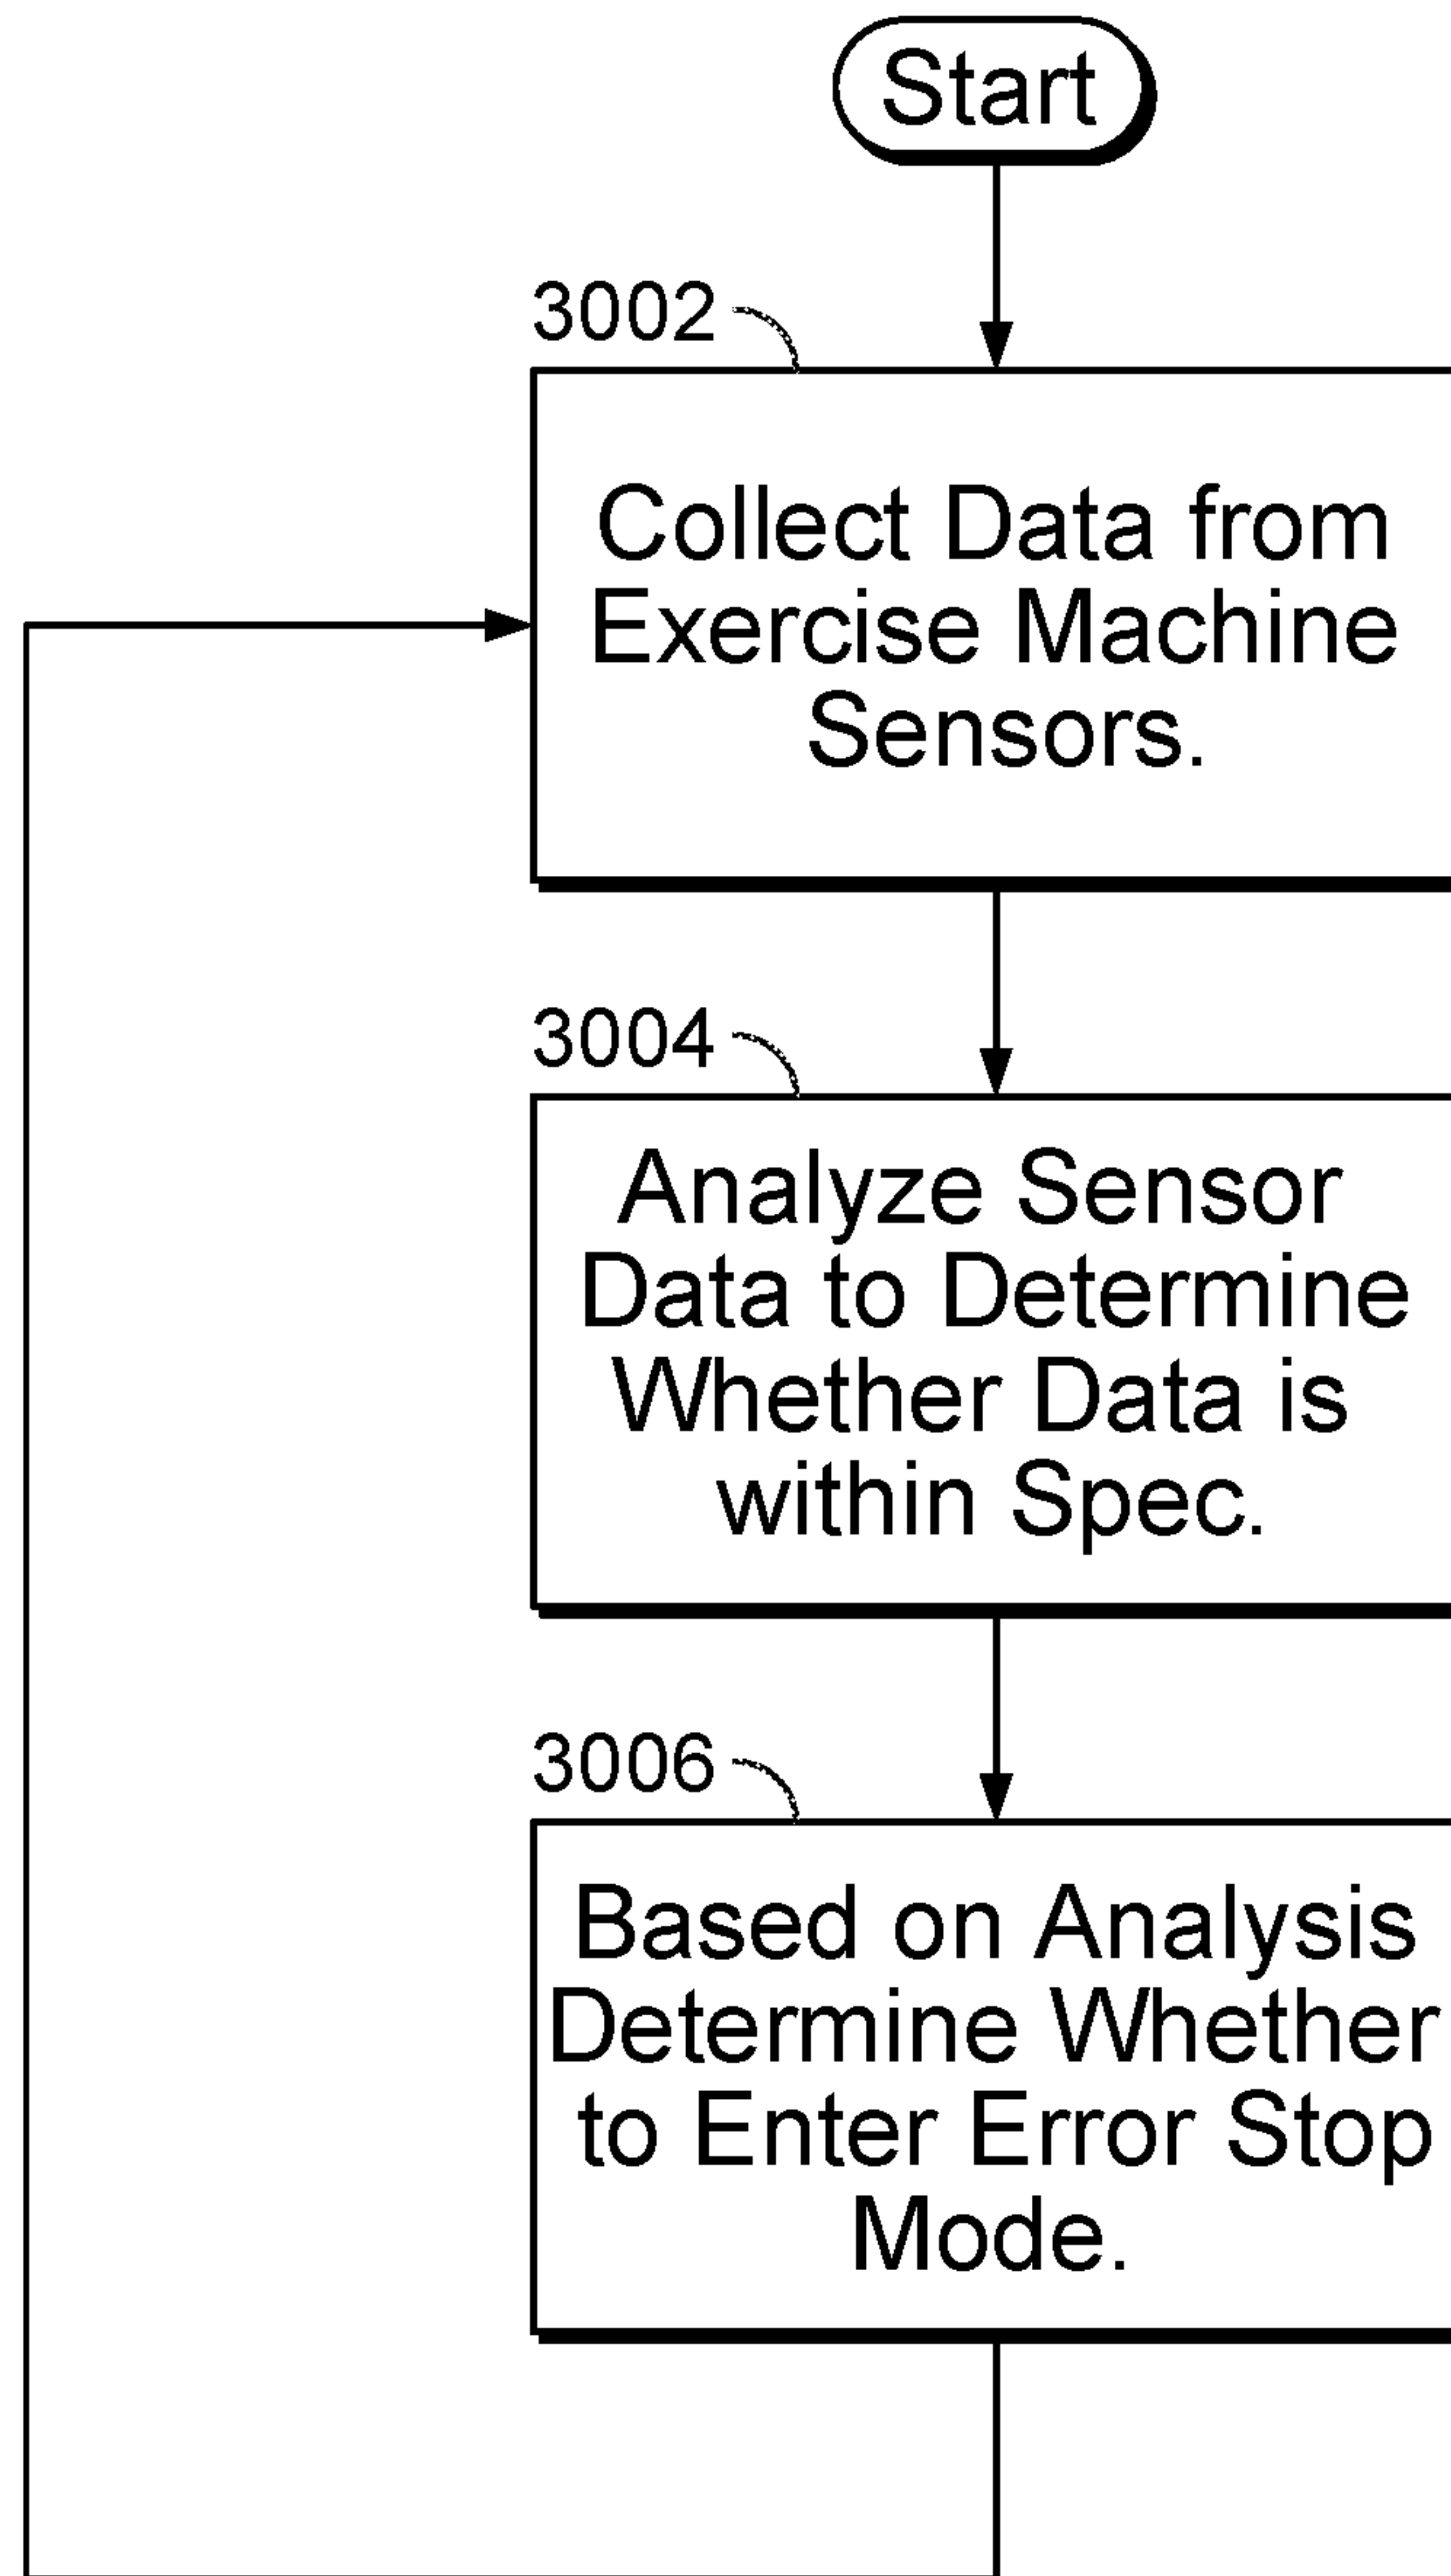 Start
3002
Collect Data from
Exercise Machine
Sensors.
3004
Analyze Sensor
Data to Determine
Whether Data is
within Spec.
3006
Based on Analysis
Determine Whether
to Enter Error Stop
Mode.